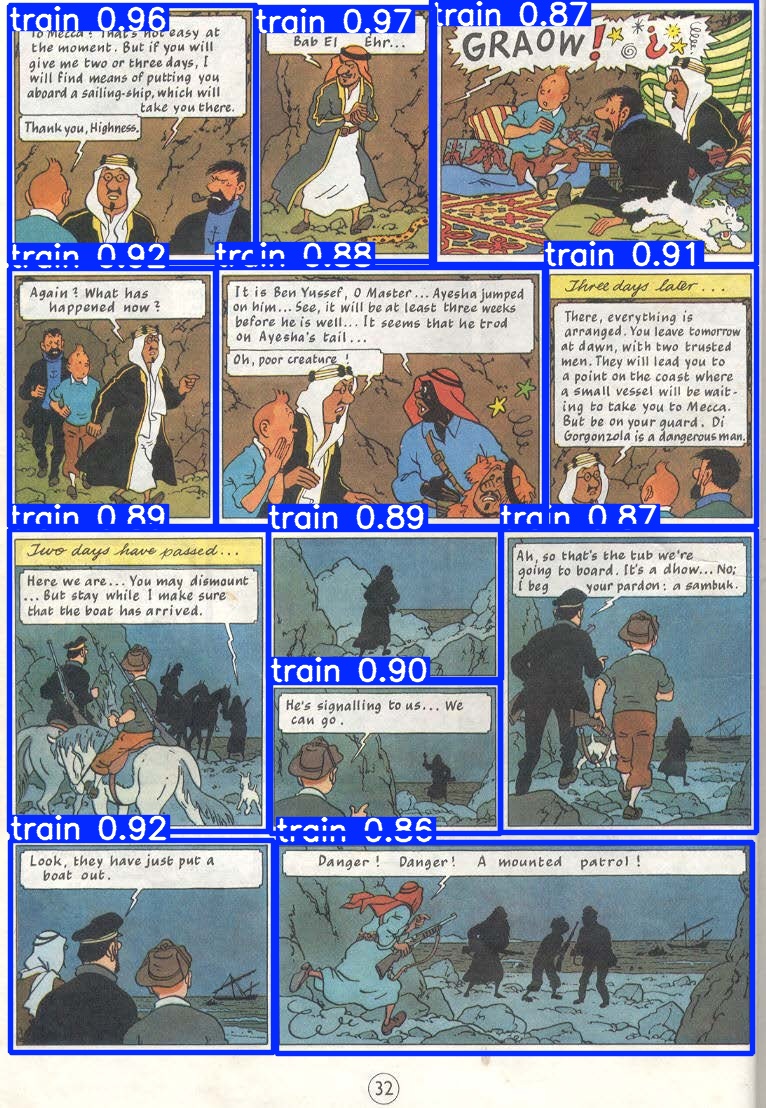 train 0.96
To Mecca? That's not easy at
the moment. But if you will
give me two or three days, I
will find means of putting you
aboard a sailing-ship, which will
take you there.
Thank you, Highness.
train 0.97
Bab El Ehr...
train 0.87
GRAOW!
train 0.92
Again? What has
happened now?
train 0.88
It is Ben Yussef, O Master... Ayesha jumped
on him... See, it will be at least three weeks
before he is well... It seems that he trod
on Ayesha's tail...
Oh, poor creature!
train 0.91
Three days later...
There, everything is
arranged. You leave tomorrow
at dawn, with two trusted
men. They will lead you to
a point on the coast where
a small vessel will be wait-
ing to take you to Mecca.
But be on your guard. Di
Gorgonzola is a dangerous man.
train 0.89
Two days have passed...
Here we are... You may dismount
... But stay while I make sure
that the boat has arrived.
train 0.89
train 0.90
He's signalling to us... We
can go.
train 0.87
Ah, so that's the tub we're
going to board. It's a dhow... No;
I beg your pardon: a sambuk.
train 0.92
Look, they have just put a
boat out.
train 0.86
Danger! Danger! A mounted patrol!
32